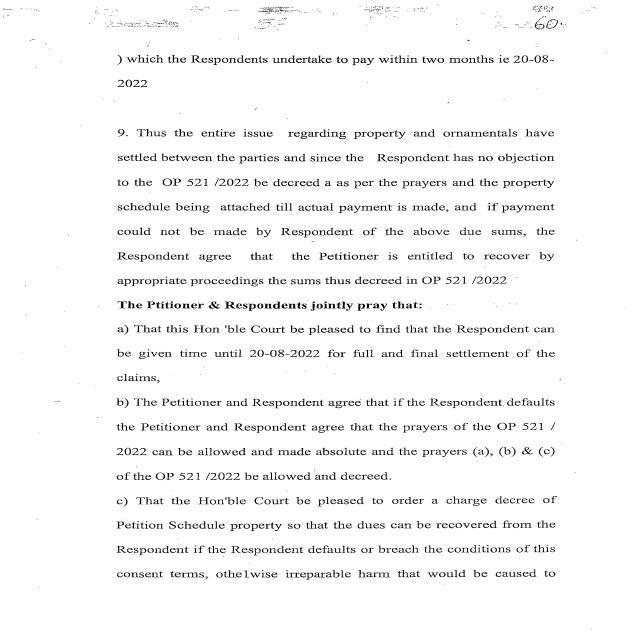 60
) which the Respondents undertake to pay within two months ie 20-08-
2022
9. Thus the entire issue regarding property and ornamentals have
settled between the parties and since the Respondent has no objection
to the OP 521 /2022 be decreed a as per the prayers and the property
schedule being attached till actual payment is made, and if payment
could not be made by Respondent of the above due sums, the
Respondent agree that the Petitioner is entitled to recover by
appropriate proceedings the sums thus decreed in OP 521 /2022
The Ptitioner & Respondents jointly pray that:
a) That this Hon 'ble Court be pleased to find that the Respondent can
be given time until 20-08-2022 for full and final settlement of the
claims,
b) The Petitioner and Respondent agree that if the Respondent defaults
the Petitioner and Respondent agree that the prayers of the OP 521 /
2022 can be allowed and made absolute and the prayers (a), (b) & (c)
of the OP 521 /2022 be allowed and decreed.
c) That the Hon'ble Court be pleased to order a charge decree of
Petition Schedule property so that the dues can be recovered from the
Respondent if the Respondent defaults or breach the conditions of this
consent terms, othelwise irreparable harm that would be caused to